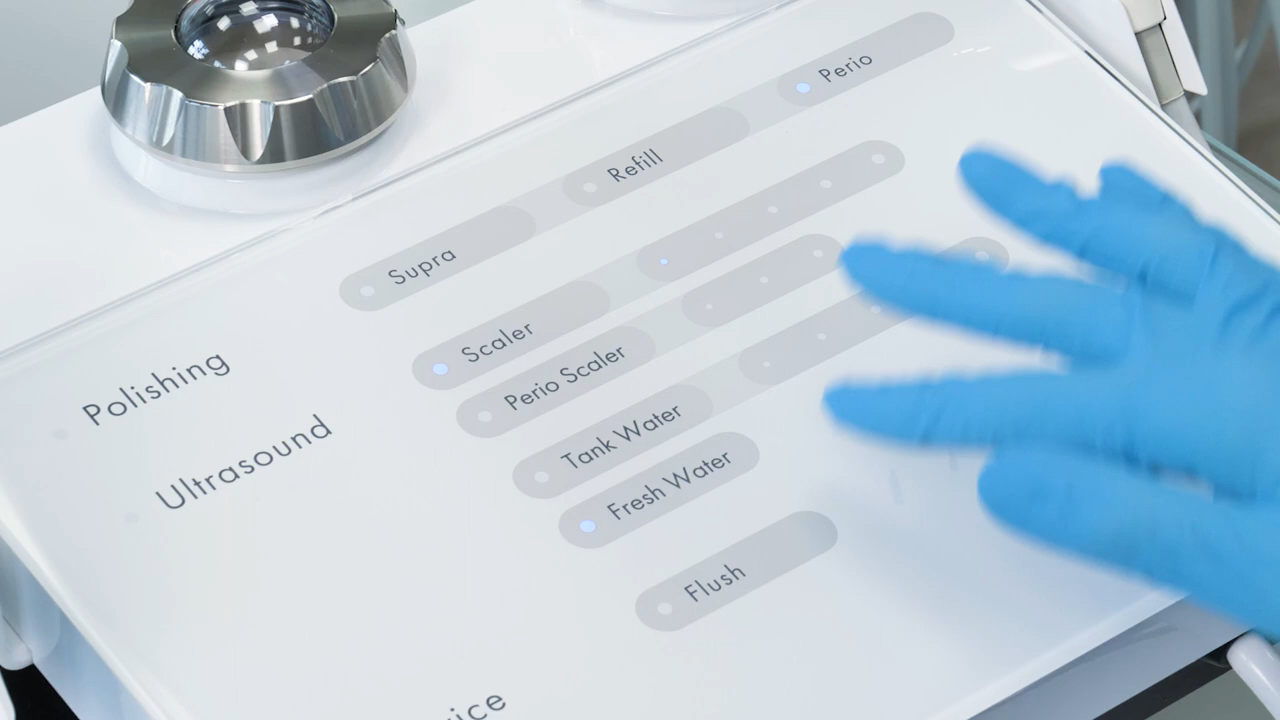 Polishing
Supra
Refill
Perio
Ultrasound
Scaler
Perio Scaler
Tank Water
Fresh Water
Flush